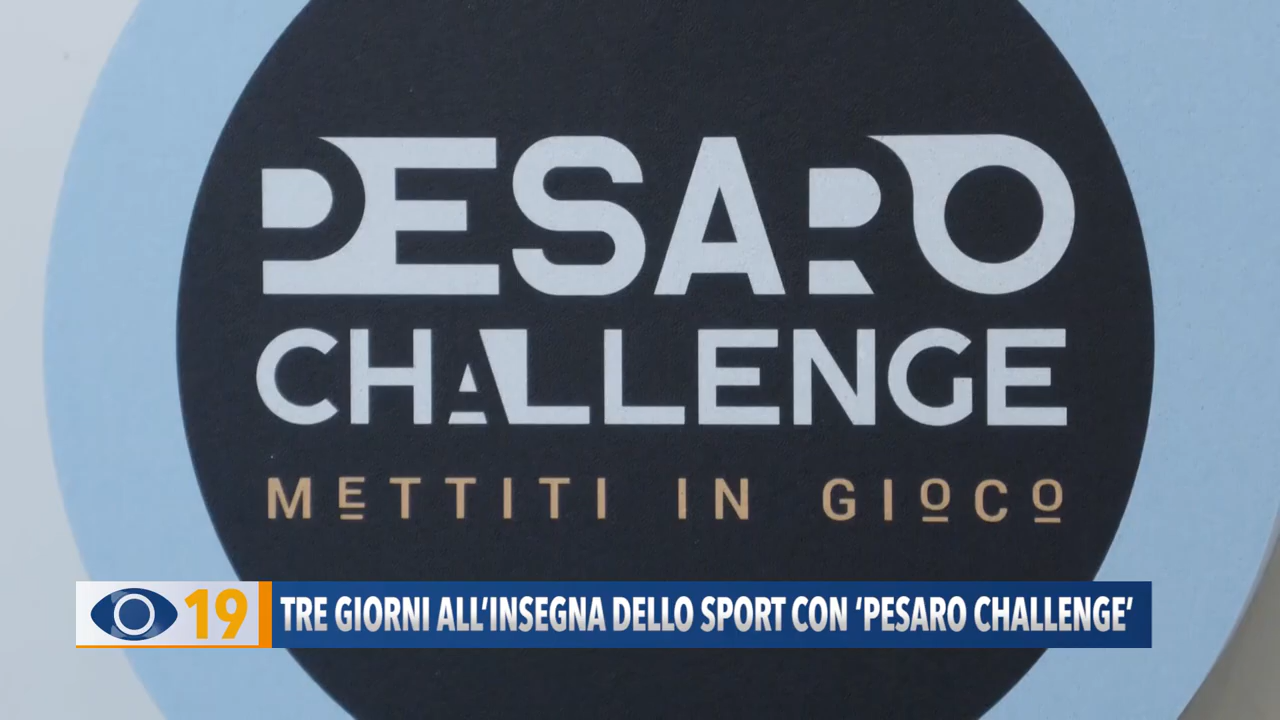 PESARO
CHALLENGE
METTITI IN GIOCO
19 TRE GIORNI ALL'INSEGNA DELLO SPORT CON 'PESARO CHALLENGE'